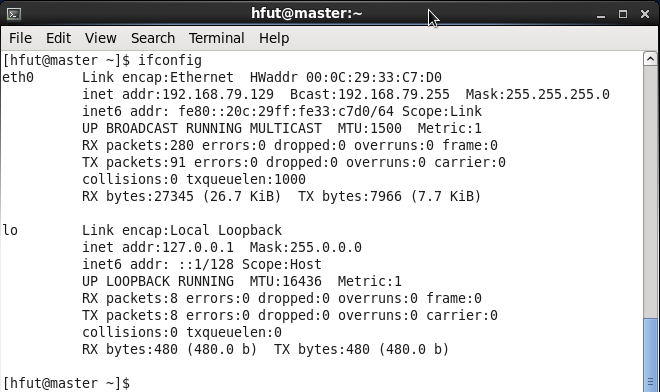 hfut@master:~
File Edit View Search Terminal Help
[hfut@master ~]$ ifconfig
eth0      Link encap:Ethernet  HWaddr 00:0C:29:33:C7:D0
          inet addr:192.168.79.129  Bcast:192.168.79.255  Mask:255.255.255.0
          inet6 addr: fe80::20c:29ff:fe33:c7d0/64 Scope:Link
          UP BROADCAST RUNNING MULTICAST  MTU:1500  Metric:1
          RX packets:280 errors:0 dropped:0 overruns:0 frame:0
          TX packets:91 errors:0 dropped:0 overruns:0 carrier:0
          collisions:0 txqueuelen:1000
          RX bytes:27345 (26.7 KiB)  TX bytes:7966 (7.7 KiB)
lo        Link encap:Local Loopback
          inet addr:127.0.0.1  Mask:255.0.0.0
          inet6 addr: ::1/128 Scope:Host
          UP LOOPBACK RUNNING  MTU:16436  Metric:1
          RX packets:8 errors:0 dropped:0 overruns:0 frame:0
          TX packets:8 errors:0 dropped:0 overruns:0 carrier:0
          collisions:0 txqueuelen:0
          RX bytes:480 (480.0 b)  TX bytes:480 (480.0 b)
[hfut@master ~]$